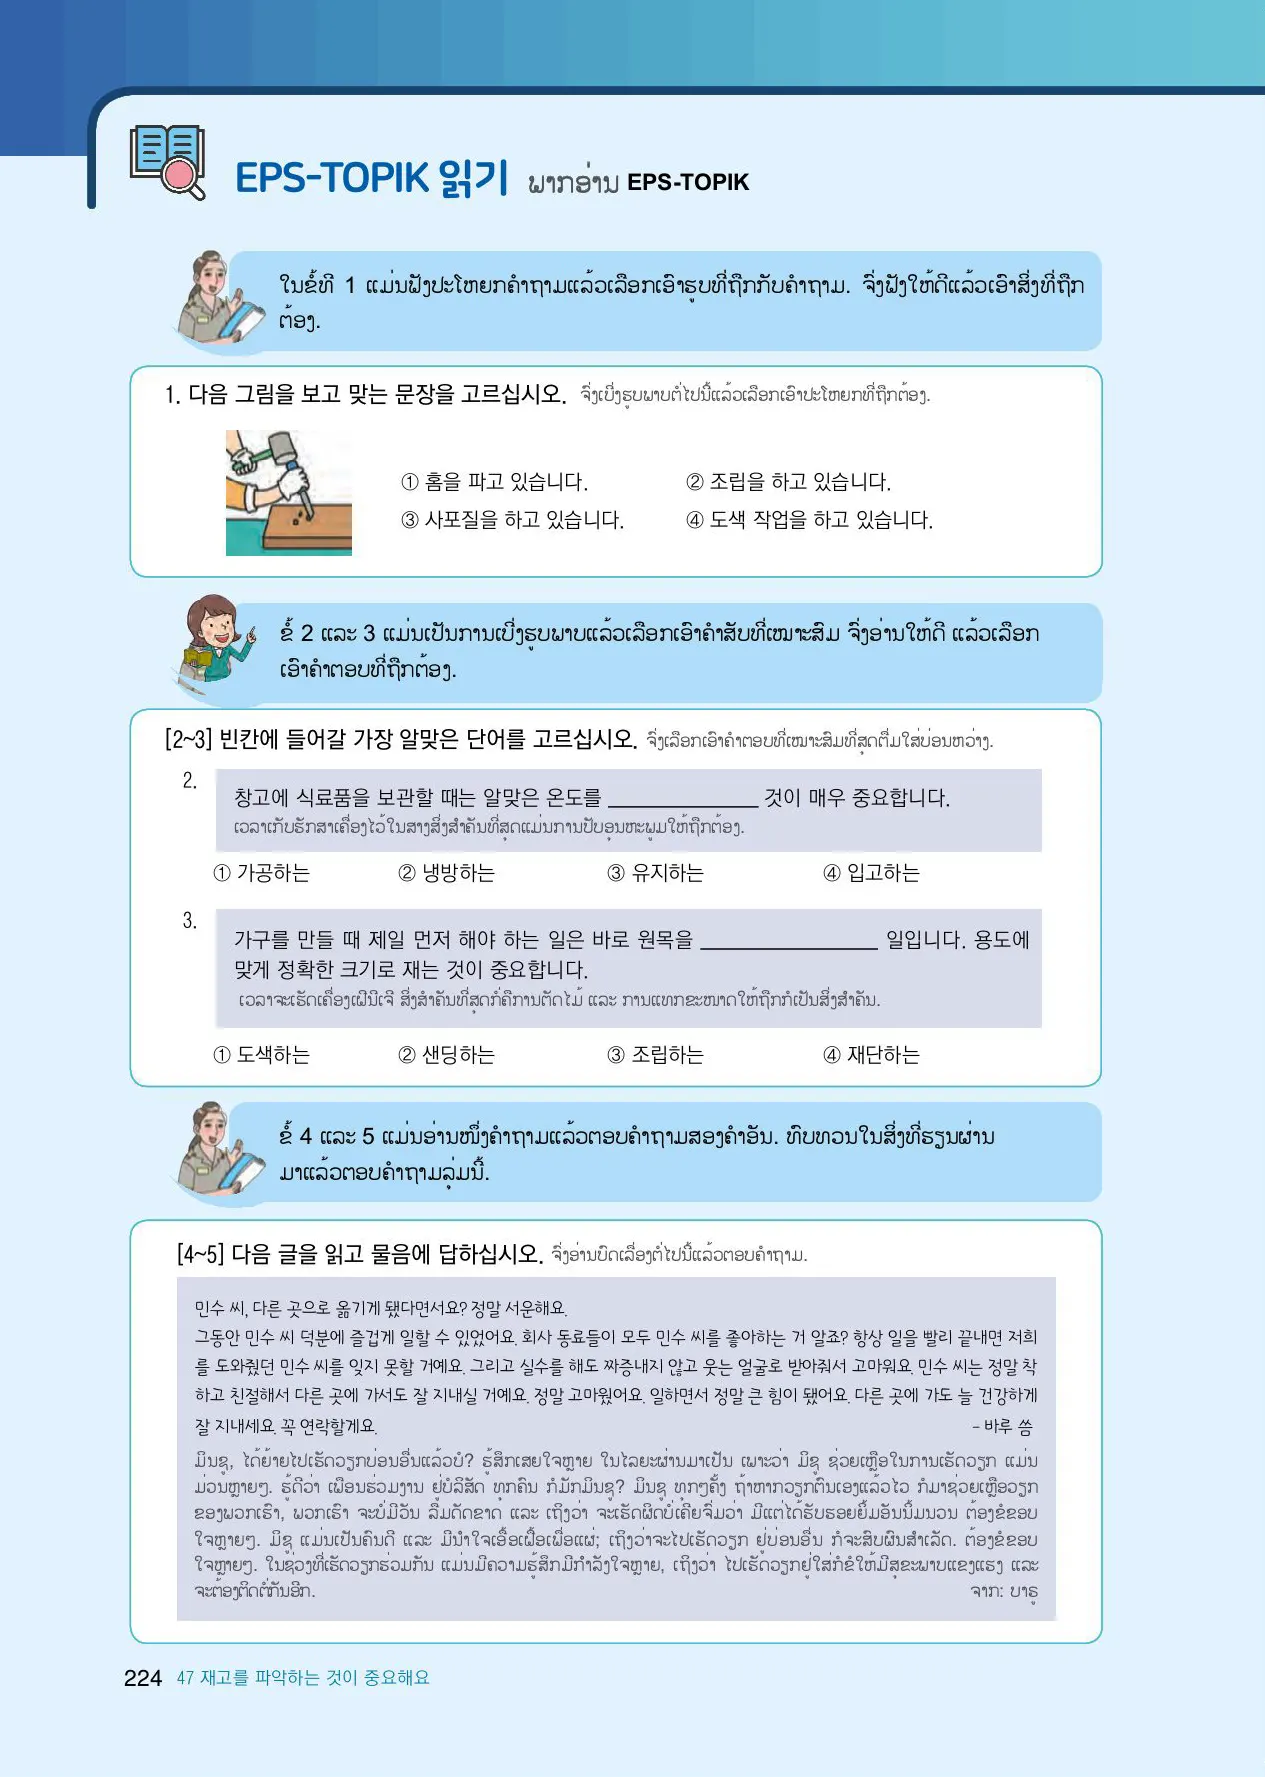 EPS-TOPIK 읽기 ພາກອ່ານ EPS-TOPIK
ໃນຂໍ້ທີ 1 ແມ່ນຟັງປະໂຫຍກຄໍາຖາມແລ້ວເລືອກເອົາຮູບທີ່ຖືກກັບຄໍາຖາມ. ຈົ່ງຟັງໃຫ້ດີແລ້ວເອົາສິ່ງທີ່ຖືກ
ຕ້ອງ.
1. 다음 그림을 보고 맞는 문장을 고르십시오. ຈົ່ງເບິ່ງຮູບພາບຕໍ່ໄປນີ້ແລ້ວເລືອກເອົາປະໂຫຍກທີ່ຖືກຕ້ອງ.
① 홈을 파고 있습니다. ② 조립을 하고 있습니다.
③ 사포질을 하고 있습니다. ④ 도색 작업을 하고 있습니다.
ຂໍ້ 2 ແລະ 3 ແມ່ນເປັນການເບິ່ງຮູບພາບແລ້ວເລືອກເອົາຄໍາສັບທີ່ເໝາະສົມ ຈົ່ງອ່ານໃຫ້ດີ ແລ້ວເລືອກ
ເອົາຄໍາຕອບທີ່ຖືກຕ້ອງ.
[2~3] 빈칸에 들어갈 가장 알맞은 단어를 고르십시오. ຈົ່ງເລືອກເອົາຄໍາຕອບທີ່ເໝາະສົມທີ່ສຸດຕື່ມໃສ່ບ່ອນຫວ່າງ.
2. 창고에 식료품을 보관할 때는 알맞은 온도를 ______________ 것이 매우 중요합니다.
ເວລາເກັບຮັກສາເຄື່ອງໄວ້ໃນສາງສິ່ງສໍາຄັນທີ່ສຸດແມ່ນການປັບອຸນຫະພູມໃຫ້ຖືກຕ້ອງ.
① 가공하는 ② 냉방하는 ③ 유지하는 ④ 입고하는
3. 가구를 만들 때 제일 먼저 해야 하는 일은 바로 원목을 ________________ 일입니다. 용도에
맞게 정확한 크기로 재는 것이 중요합니다.
ເວລາຈະເຮັດເຄື່ອງເຟີນີເຈີ ສິ່ງສໍາຄັນທີ່ສຸດກໍ່ຄືການຕັດໄມ້ ແລະ ການແທກຂະໜາດໃຫ້ຖືກກໍເປັນສິ່ງສໍາຄັນ.
① 도색하는 ② 샌딩하는 ③ 조립하는 ④ 재단하는
ຂໍ້ 4 ແລະ 5 ແມ່ນອ່ານໜຶ່ງຄໍາຖາມແລ້ວຕອບຄໍາຖາມສອງຄໍາອັນ. ທົບທວນໃນສິ່ງທີ່ຮຽນຜ່ານ
ມາແລ້ວຕອບຄໍາຖາມລຸ່ມນີ້.
[4~5] 다음 글을 읽고 물음에 답하십시오. ຈົ່ງອ່ານບົດເລື່ອງຕໍ່ໄປນີ້ແລ້ວຕອບຄໍາຖາມ.
민수 씨, 다른 곳으로 옮기게 됐다면서요? 정말 서운해요.
그동안 민수 씨 덕분에 즐겁게 일할 수 있었어요. 회사 동료들이 모두 민수 씨를 좋아하는 거 알죠? 항상 일을 빨리 끝내면 저희
를 도와줬던 민수 씨를 잊지 못할 거예요. 그리고 실수를 해도 짜증내지 않고 웃는 얼굴로 받아줘서 고마워요. 민수 씨는 정말 착
하고 친절해서 다른 곳에 가서도 잘 지내실 거예요. 정말 고마웠어요. 일하면서 정말 큰 힘이 됐어요. 다른 곳에 가도 늘 건강하게
잘 지내세요. 꼭 연락할게요. - 바루 씀
ມິນຊູ, ໄດ້ຍ້າຍໄປເຮັດວຽກບ່ອນອື່ນແລ້ວບໍ? ຮູ້ສຶກເສຍໃຈຫຼາຍ ໃນໄລຍະຜ່ານມາເປັນ ເພາະວ່າ ມິຊູ ຊ່ວຍເຫຼືອໃນການເຮັດວຽກ ແມ່ນ
ມ່ວນຫຼາຍໆ. ຮູ້ດີວ່າ ເພືອນຮ່ວມງານ ຢູ່ບໍລິສັດ ທຸກຄົນ ກໍມັກມິນຊູ? ມິນຊູ ທຸກໆຄັ້ງ ຖ້າຫາກວຽກຕົນເອງແລ້ວໄວ ກໍມາຊ່ວຍເຫຼືອວຽກ
ຂອງພວກເຮົາ, ພວກເຮົາ ຈະບໍ່ມີວັນ ລືມດັດຂາດ ແລະ ເຖິງວ່າ ຈະເຮັດຜິດບໍ່ເຄີຍຈົ່ມວ່າ ມີແຕ່ໄດ້ຮັບຮອຍຍິ້ມອັນນິ້ມນວນ ຕ້ອງຂໍຂອບ
ໃຈຫຼາຍໆ. ມິຊູ ແມ່ນເປັນຄົນດີ ແລະ ມີນໍ້າໃຈເອື້ອເຟື້ອເພື່ອແຜ່; ເຖິງວ່າຈະໄປເຮັດວຽກ ຢູ່ບ່ອນອື່ນ ກໍຈະສົບຜົນສໍາເລັດ. ຕ້ອງຂໍຂອບ
ໃຈຫຼາຍໆ. ໃນຊ່ວງທີ່ເຮັດວຽກຮ່ວມກັນ ແມ່ນມີຄວາມຮູ້ສຶກມີກໍາລັງໃຈຫຼາຍ, ເຖິງວ່າ ໄປເຮັດວຽກຢູ່ໃສ່ກໍຂໍໃຫ້ມີສຸຂະພາບແຂງແຮງ ແລະ
ຈະຕ້ອງຕິດຕໍ່ກັນອີກ. ຈາກ: ບາຣູ
224 47 재고를 파악하는 것이 중요해요